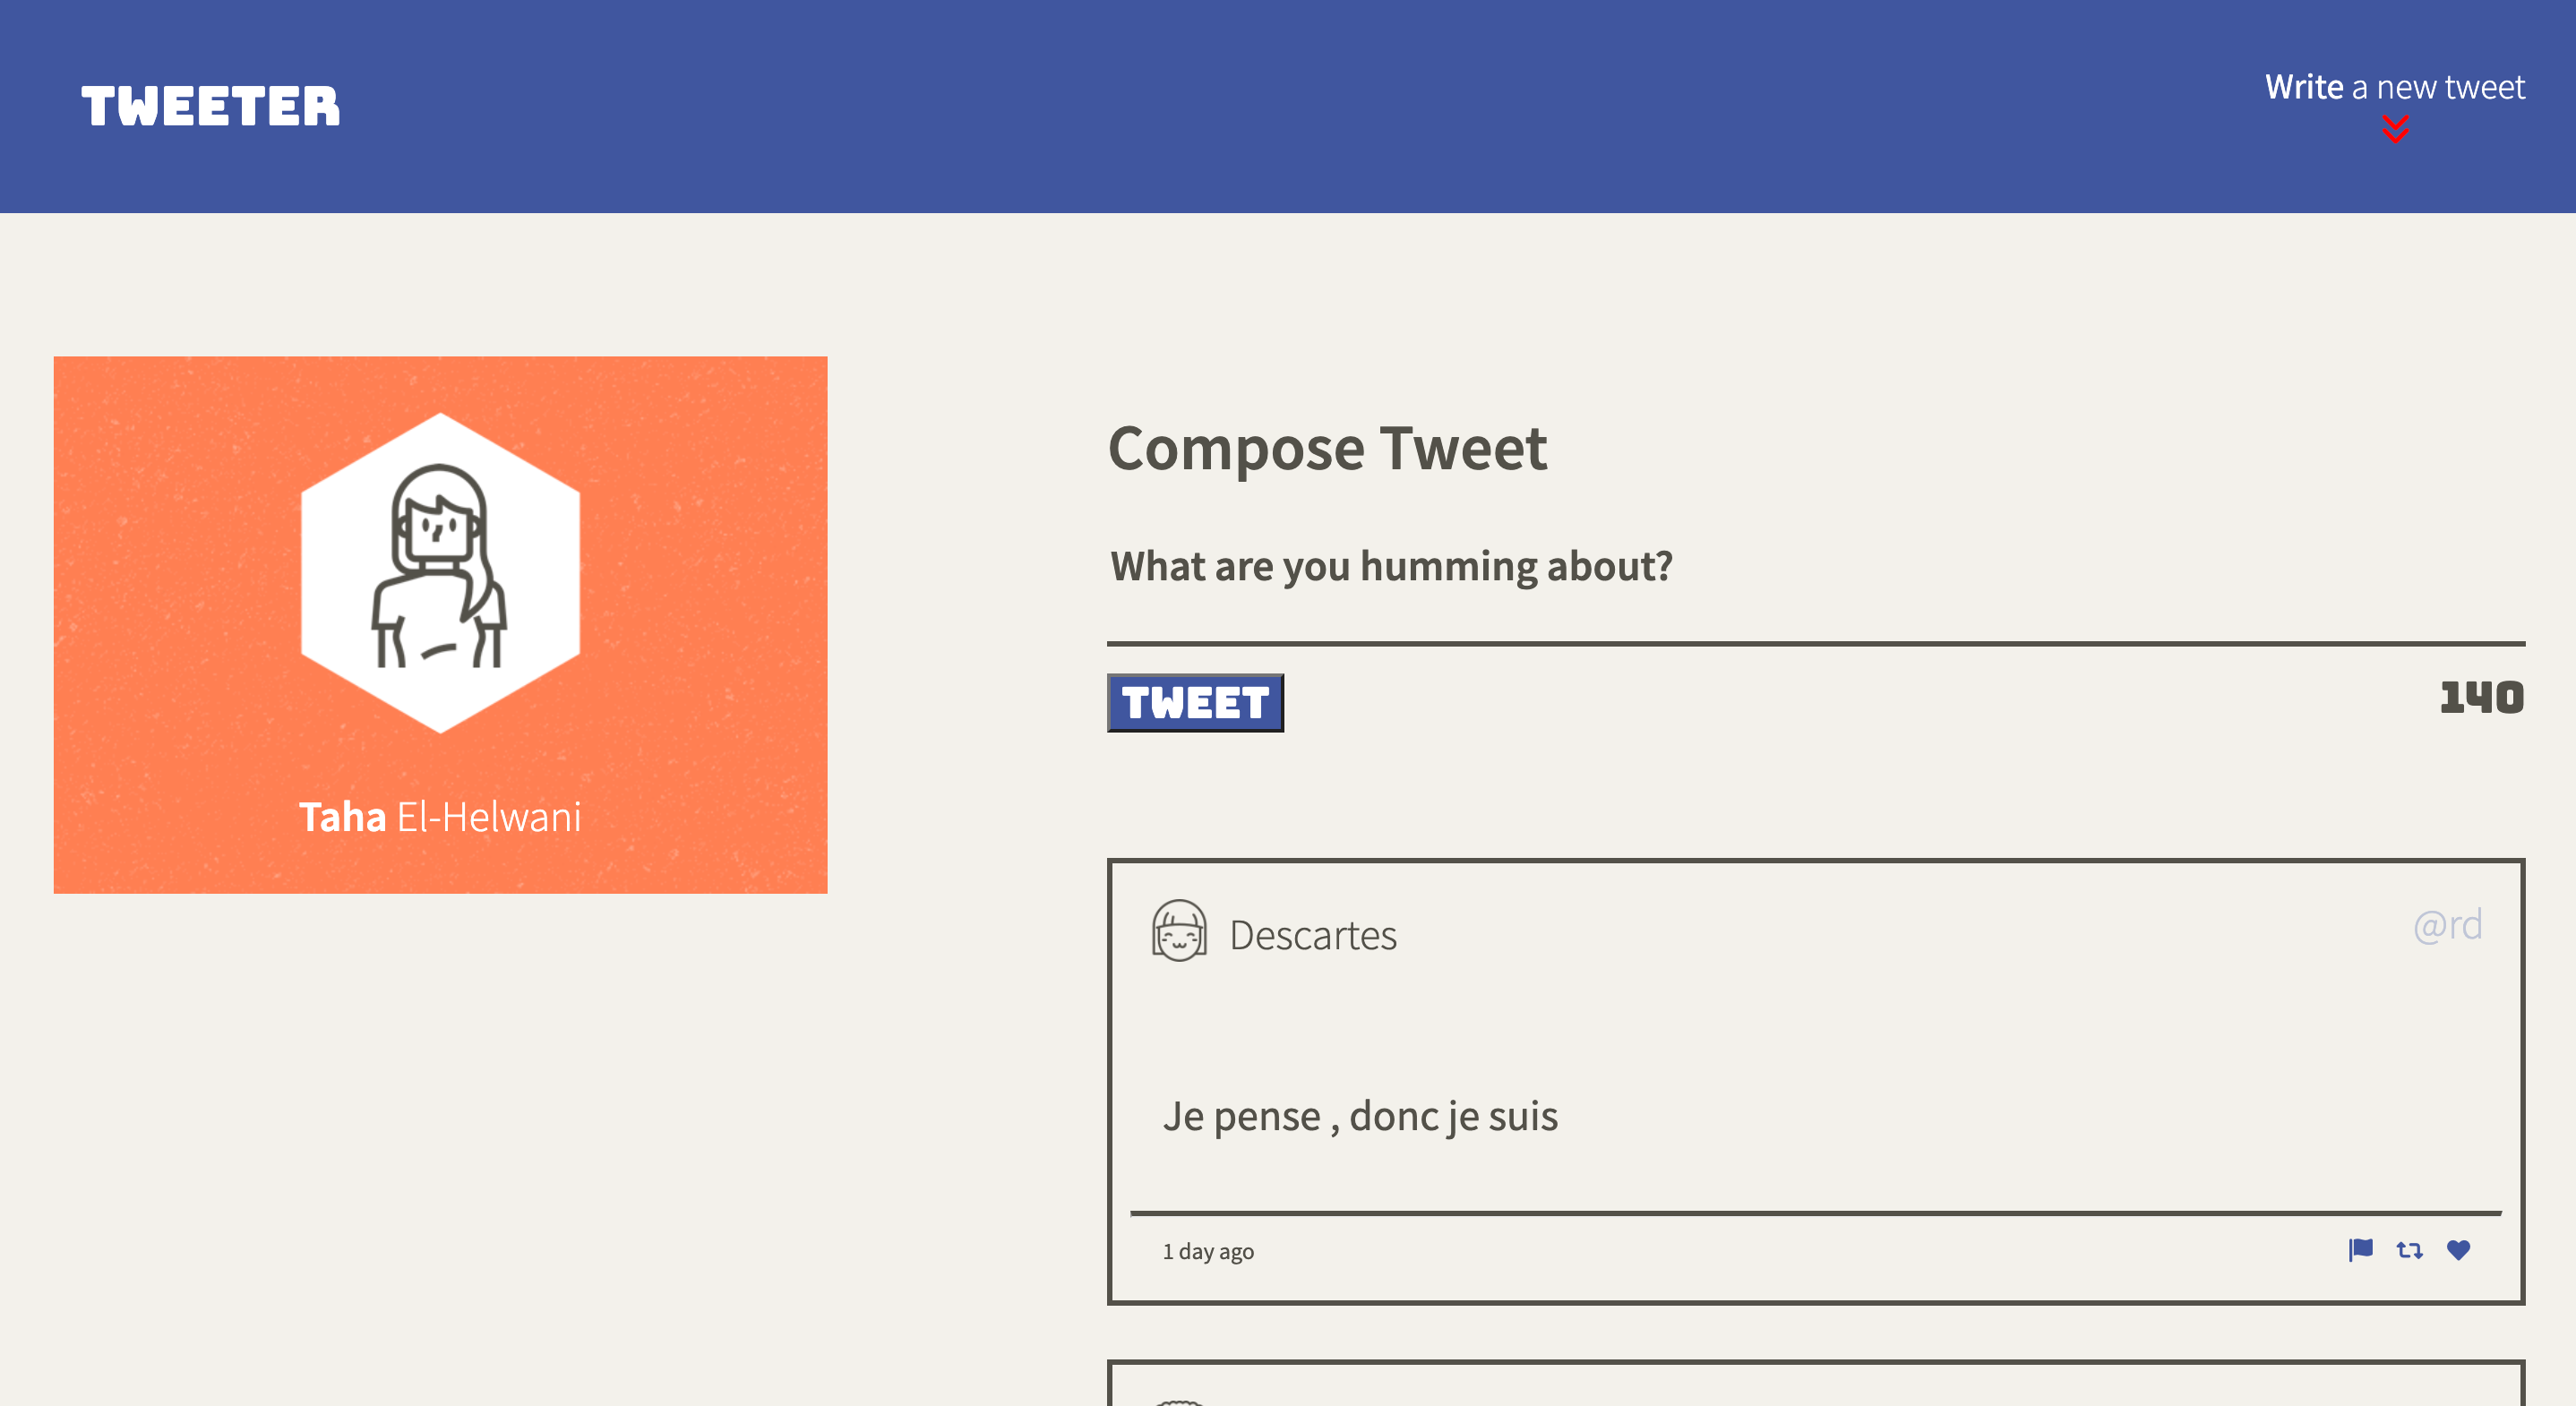 TWEETER
Write a new tweet
Taha El-Helwani
Compose Tweet
What are you humming about?
TWEET
140
Descartes
@rd
Je pense , donc je suis
1 day ago